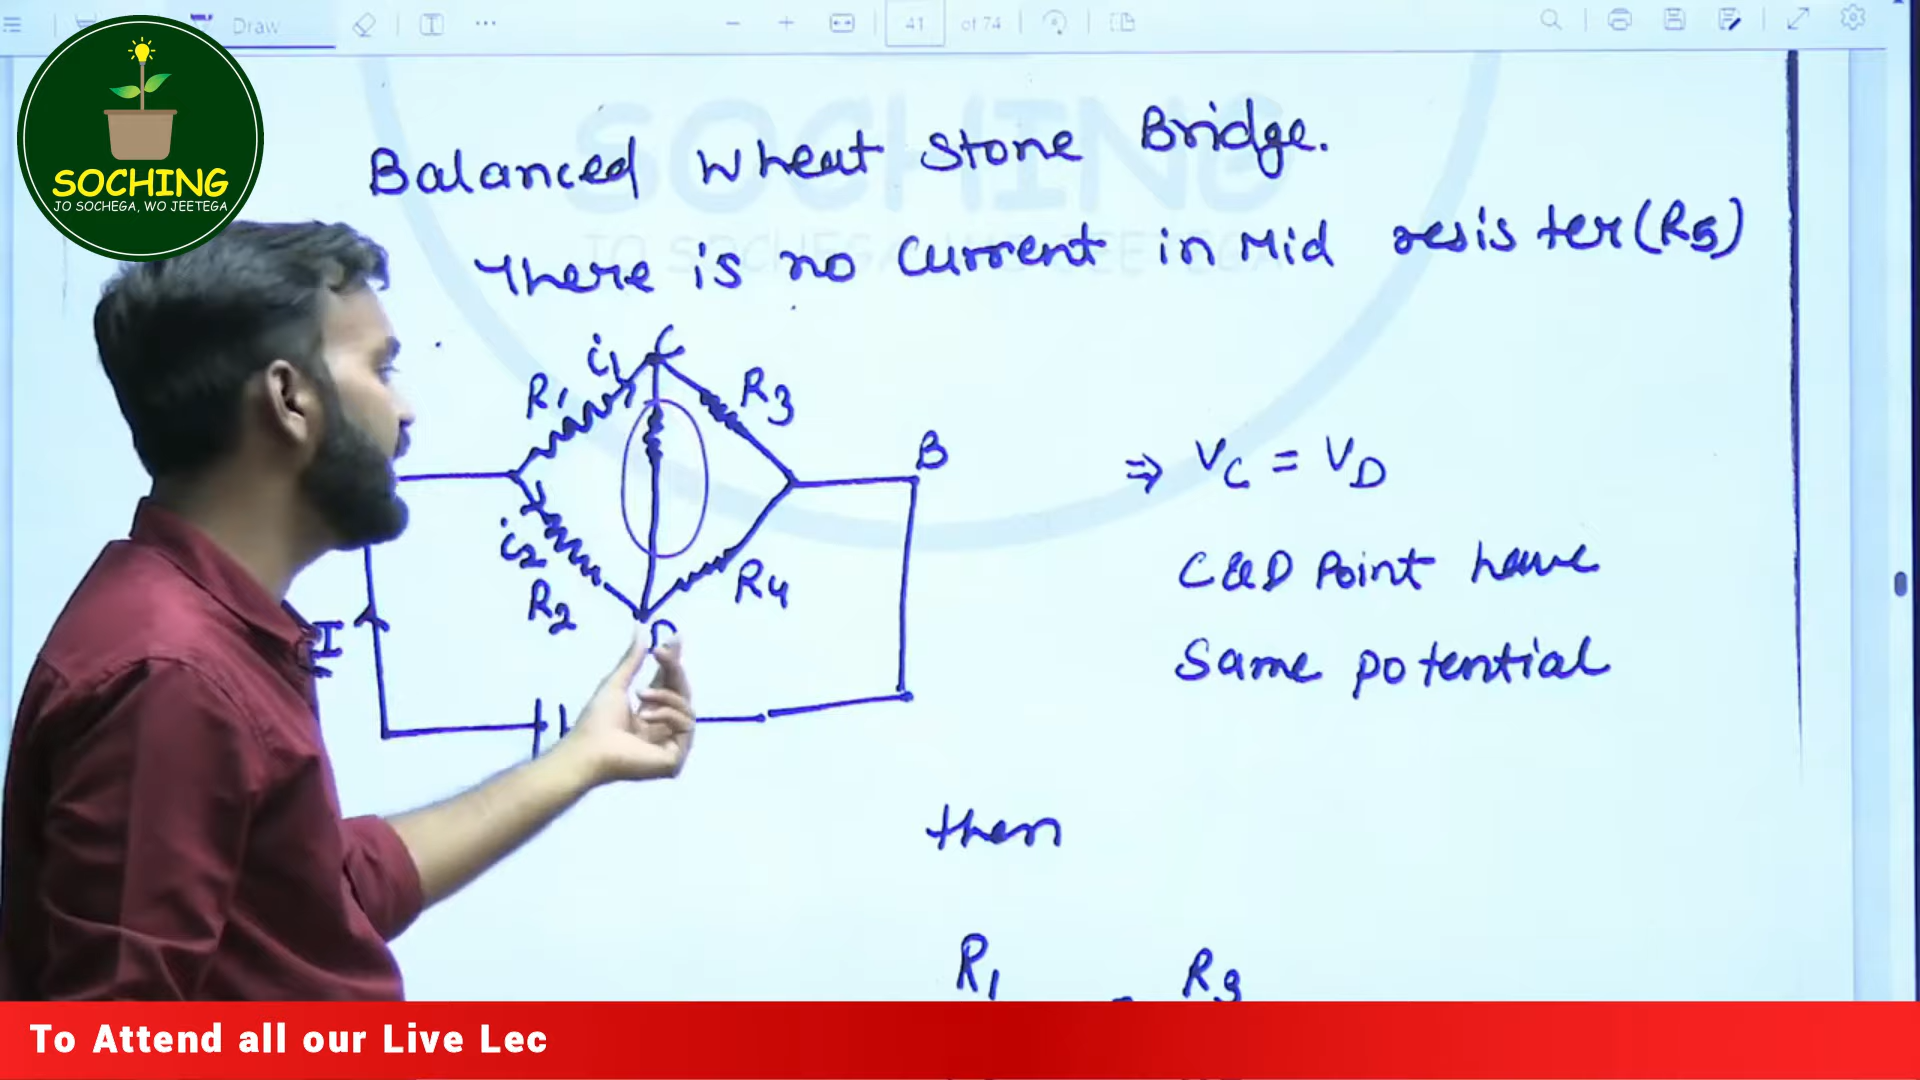 Draw
41 of 74
SOCHING
JO SOCHEGA, WO JEETEGA
SOCHING
Balanced Wheat Stone Bridge.
There is no current in Mid resister (R5)
C
i1
R1
R3
B
i2
R2
R4
D
I
⇒ VC = VD
C & D Point have
Same potential
then
R1 = R3
To Attend all our Live Lec